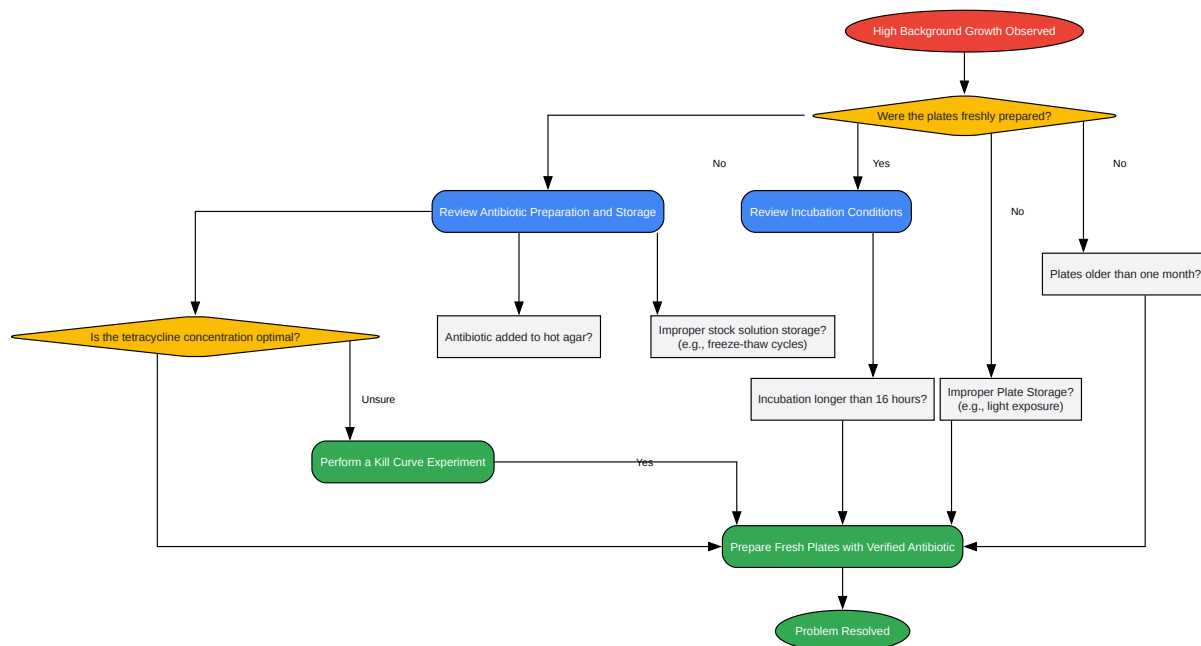 High Background Growth Observed
Were the plates freshly prepared?
No
Yes
No
No
Review Antibiotic Preparation and Storage
Review Incubation Conditions
Plates older than one month?
Is the tetracycline concentration optimal?
Antibiotic added to hot agar?
Improper stock solution storage?
(e.g., freeze-thaw cycles)
Unsure
Incubation longer than 16 hours?
Improper Plate Storage?
(e.g., light exposure)
Perform a Kill Curve Experiment
Yes
Prepare Fresh Plates with Verified Antibiotic
Problem Resolved